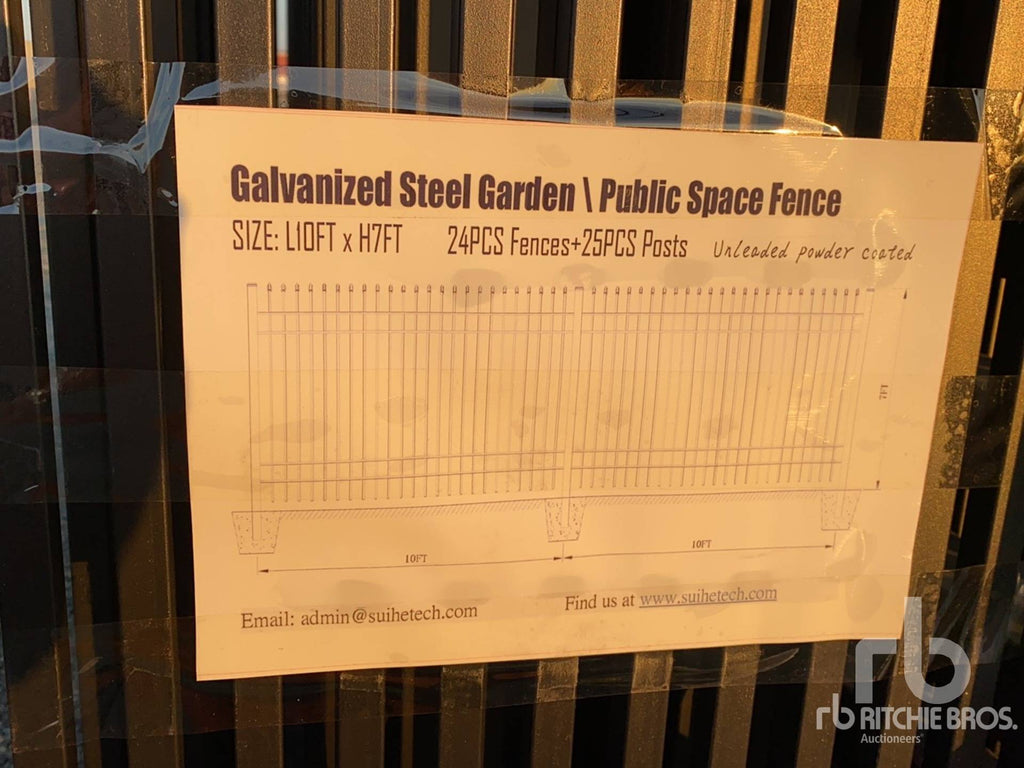 Galvanized Steel Garden \ Public Space Fence
SIZE: L10FT x H7FT 24PCS Fences+25PCS Posts Unleaded powder coated
7FT
10FT 10FT
Email: admin@suihetech.com Find us at www.suihetech.com
rb
rb RITCHIE BROS.
Auctioneers